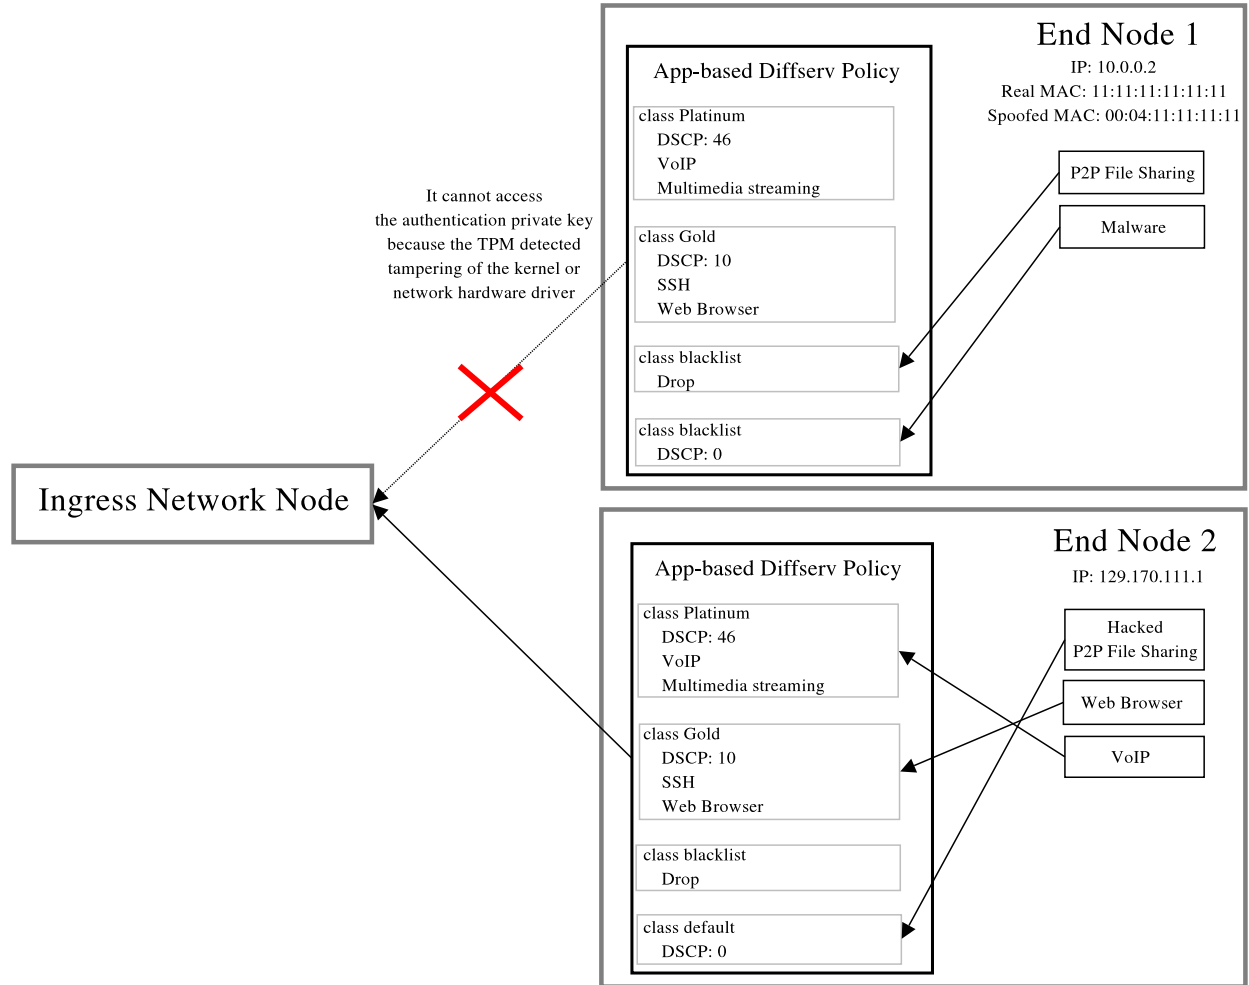 End Node 1
IP: 10.0.0.2
Real MAC: 11:11:11:11:11:11
Spoofed MAC: 00:04:11:11:11:11
App-based Diffserv Policy
class Platinum
DSCP: 46
VoIP
Multimedia streaming
class Gold
DSCP: 10
SSH
Web Browser
class blacklist
Drop
class blacklist
DSCP: 0
P2P File Sharing
Malware
It cannot access
the authentication private key
because the TPM detected
tampering of the kernel or
network hardware driver
Ingress Network Node
End Node 2
IP: 129.170.111.1
App-based Diffserv Policy
class Platinum
DSCP: 46
VoIP
Multimedia streaming
class Gold
DSCP: 10
SSH
Web Browser
class blacklist
Drop
class default
DSCP: 0
Hacked
P2P File Sharing
Web Browser
VoIP